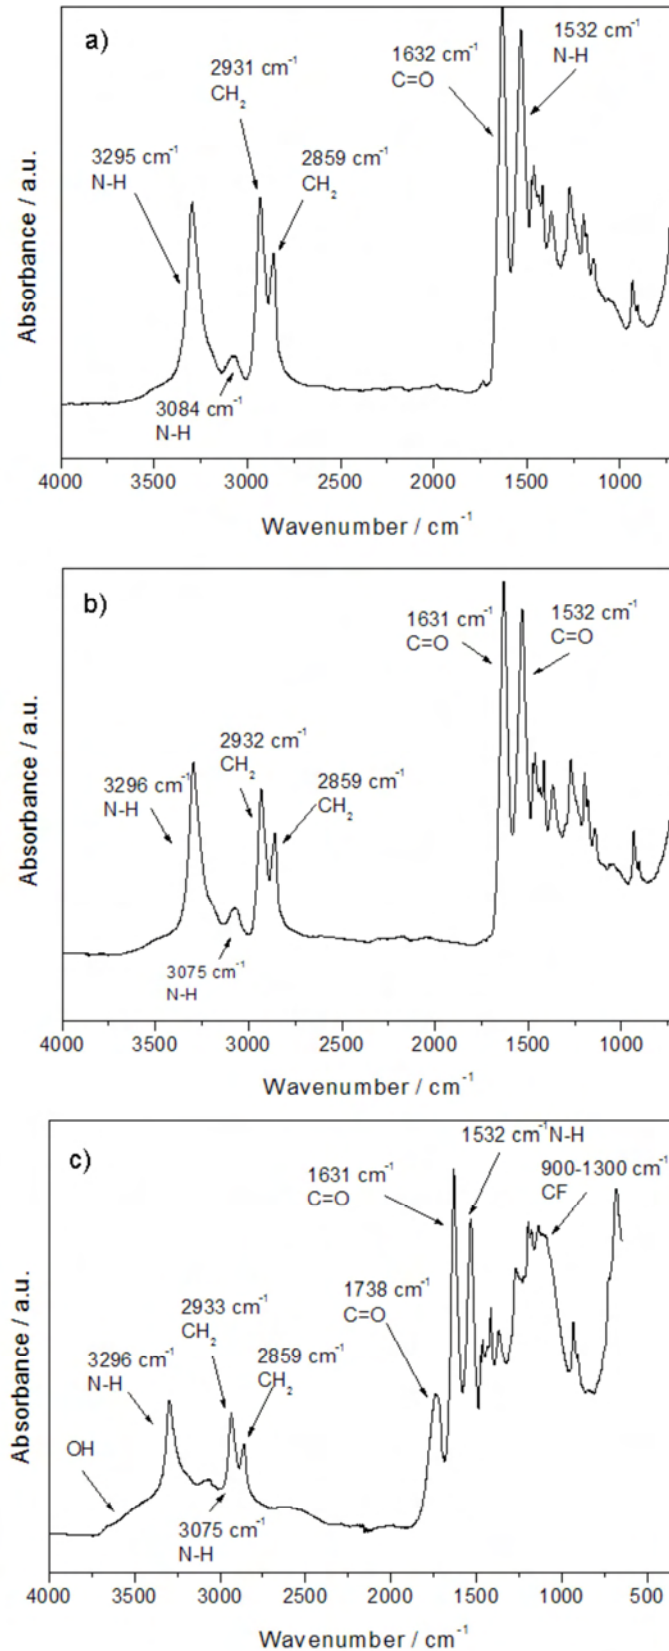 a)
2931 cm⁻¹
CH₂
1632 cm⁻¹
C=O
1532 cm⁻¹
N-H
3295 cm⁻¹
N-H
2859 cm⁻¹
CH₂
3084 cm⁻¹
N-H
Absorbance / a.u.
4000 3500 3000 2500 2000 1500 1000
Wavenumber / cm⁻¹
b)
1631 cm⁻¹
C=O
1532 cm⁻¹
C=O
2932 cm⁻¹
CH₂
3296 cm⁻¹
N-H
2859 cm⁻¹
CH₂
3075 cm⁻¹
N-H
Absorbance / a.u.
4000 3500 3000 2500 2000 1500 1000
Wavenumber / cm⁻¹
c)
1532 cm⁻¹ N-H
1631 cm⁻¹
C=O
900-1300 cm⁻¹
CF
1738 cm⁻¹
C=O
2933 cm⁻¹
CH₂
3296 cm⁻¹
N-H
2859 cm⁻¹
CH₂
OH
3075 cm⁻¹
N-H
Absorbance / a.u.
4000 3500 3000 2500 2000 1500 1000 500
Wavenumber / cm⁻¹